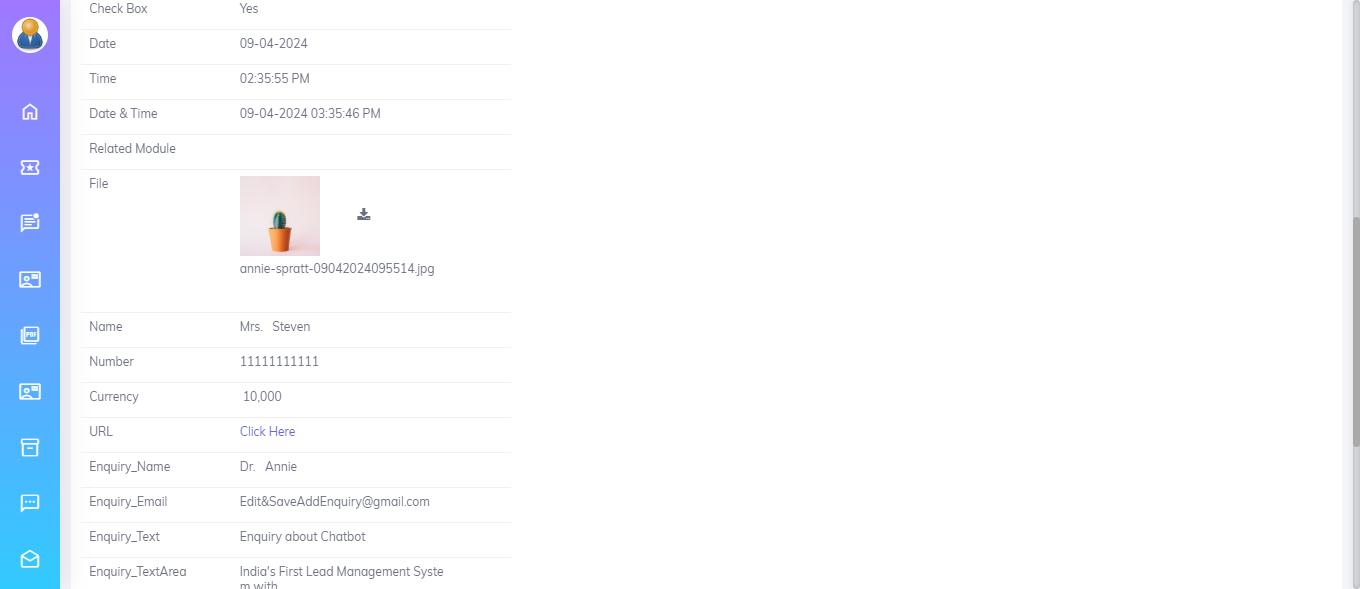 Check Box Yes
Date 09-04-2024
Time 02:35:55 PM
Date & Time 09-04-2024 03:35:46 PM
Related Module
File
annie-spratt-09042024095514.jpg
Name Mrs. Steven
Number 11111111111
Currency 10,000
URL Click Here
Enquiry_Name Dr. Annie
Enquiry_Email Edit&SaveAddEnquiry@gmail.com
Enquiry_Text Enquiry about Chatbot
Enquiry_TextArea India's First Lead Management Syste
m with
PDF